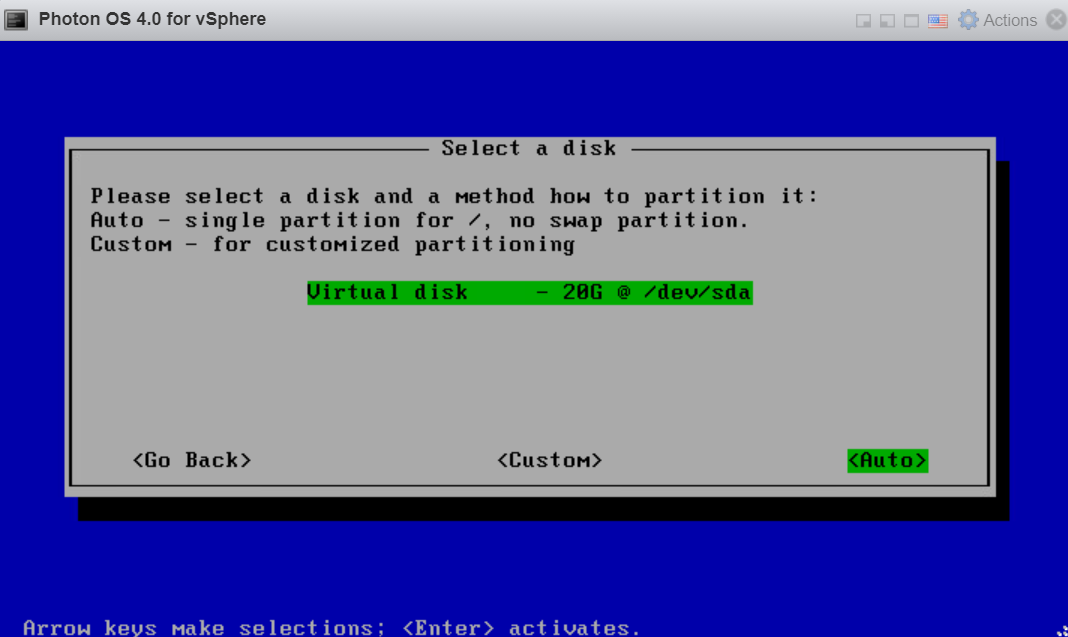 Photon OS 4.0 for vSphere
Actions
Select a disk
Please select a disk and a method how to partition it:
Auto - single partition for /, no swap partition.
Custom - for customized partitioning
Virtual disk - 20G @ /dev/sda
<Go Back> <Custom> <Auto>
Arrow keys make selections; <Enter> activates.